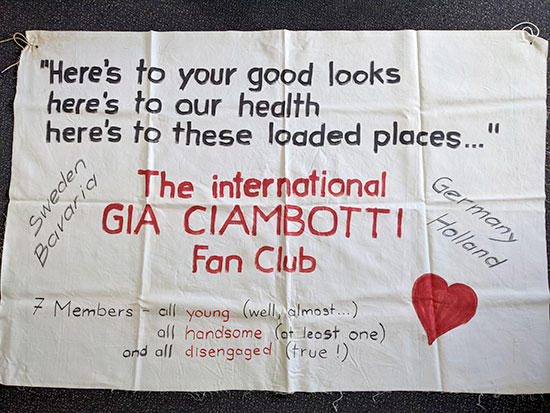 "Here's to your good looks
here's to our health
here's to these loaded places..."
The international
GIA CIAMBOTTI
Fan Club
Sweden
Bavaria
Germany
Holland
7 Members - all young (well, almost...)
all handsome (at least one)
and all disengaged (true!)